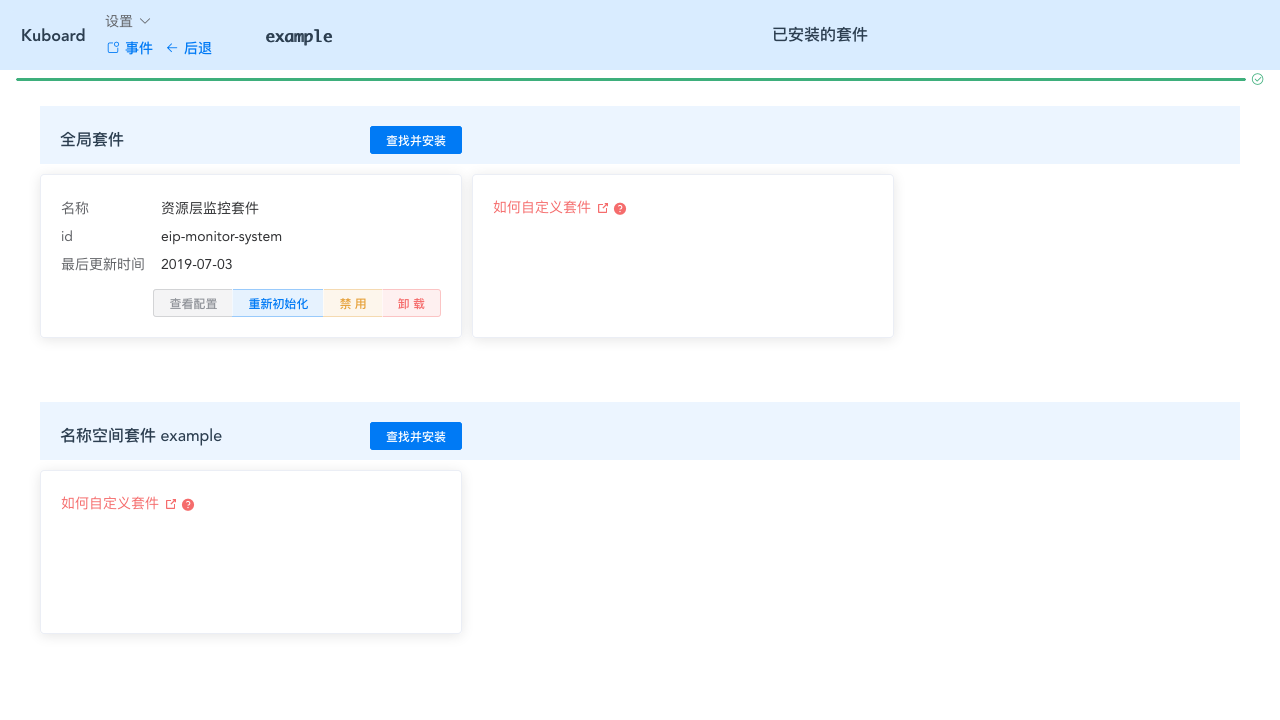 Kuboard
设置
事件 后退
example
已安装的套件
全局套件
查找并安装
名称 资源层监控套件
id eip-monitor-system
最后更新时间 2019-07-03
查看配置 重新初始化 禁 用 卸 载
如何自定义套件
名称空间套件 example
查找并安装
如何自定义套件